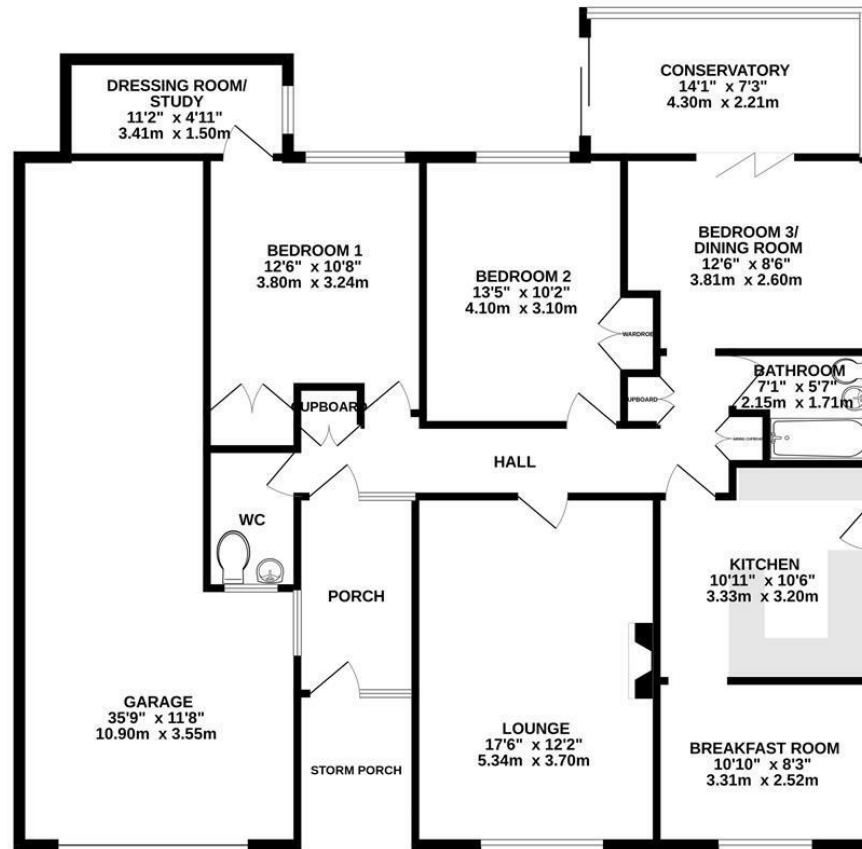 CONSERVATORY
14'1" x 7'3"
4.30m x 2.21m
DRESSING ROOM/
STUDY
11'2" x 4'11"
3.41m x 1.50m
BEDROOM 1
12'6" x 10'8"
3.80m x 3.24m
BEDROOM 2
13'5" x 10'2"
4.10m x 3.10m
BEDROOM 3/
DINING ROOM
12'6" x 8'6"
3.81m x 2.60m
WARDROBE
BATHROOM
7'1" x 5'7"
2.15m x 1.71m
CUPBOARD
CUPBOARD
HALL
WC
PORCH
KITCHEN
10'11" x 10'6"
3.33m x 3.20m
GARAGE
35'9" x 11'8"
10.90m x 3.55m
LOUNGE
17'6" x 12'2"
5.34m x 3.70m
STORM PORCH
BREAKFAST ROOM
10'10" x 8'3"
3.31m x 2.52m